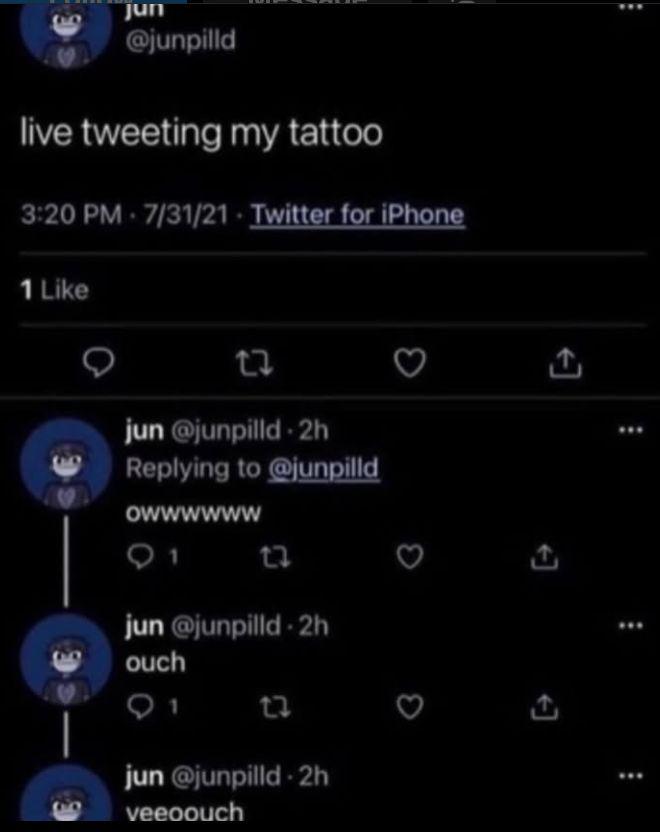 jun
@junpilld
live tweeting my tattoo
3:20 PM · 7/31/21 · Twitter for iPhone
1 Like
jun @junpilld · 2h
Replying to @junpilld
owwwwww
1
jun @junpilld · 2h
ouch
1
jun @junpilld · 2h
yeeoouch